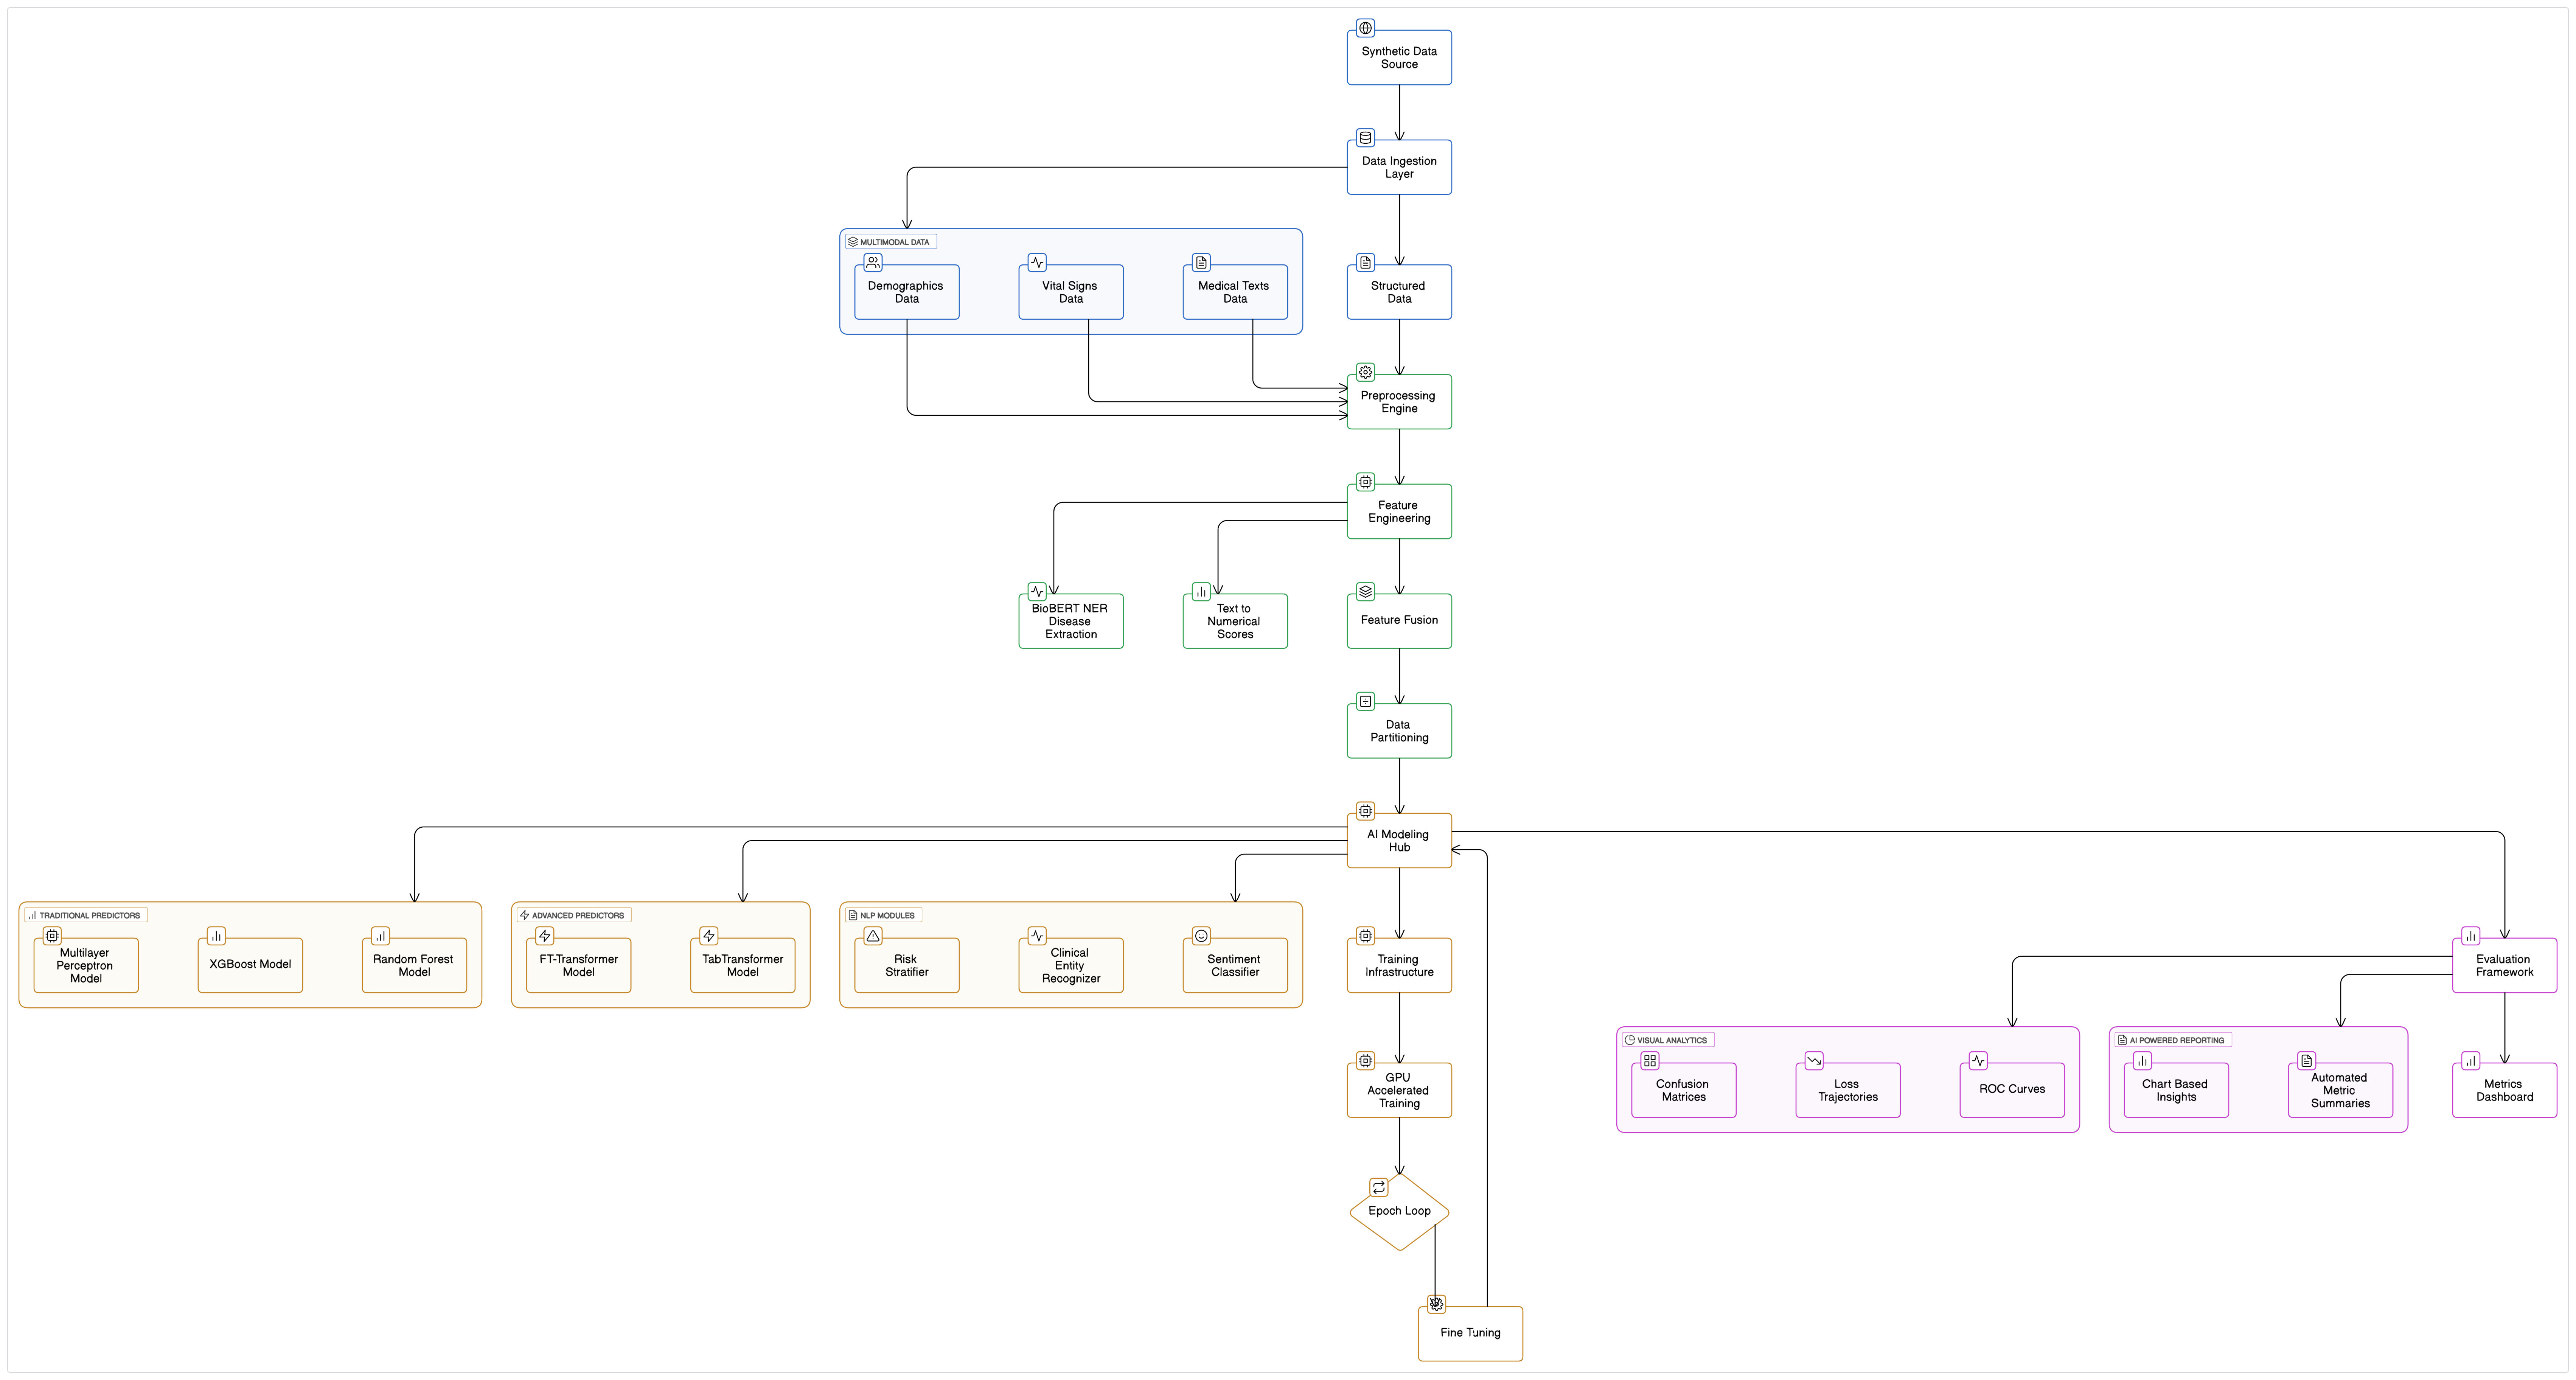 Synthetic Data
Source
Data Ingestion
Layer
MULTIMODAL DATA
Demographics
Data
Vital Signs
Data
Medical Texts
Data
Structured
Data
Preprocessing
Engine
Feature
Engineering
BioBERT NER
Disease
Extraction
Text to
Numerical
Scores
Feature Fusion
Data
Partitioning
AI Modeling
Hub
TRADITIONAL PREDICTORS
Multilayer
Perceptron
Model
XGBoost Model
Random Forest
Model
ADVANCED PREDICTORS
FT-Transformer
Model
TabTransformer
Model
NLP MODULES
Risk
Stratifier
Clinical
Entity
Recognizer
Sentiment
Classifier
Training
Infrastructure
Evaluation
Framework
VISUAL ANALYTICS
Confusion
Matrices
Loss
Trajectories
ROC Curves
AI POWERED REPORTING
Chart Based
Insights
Automated
Metric
Summaries
Metrics
Dashboard
GPU
Accelerated
Training
Epoch Loop
Fine Tuning